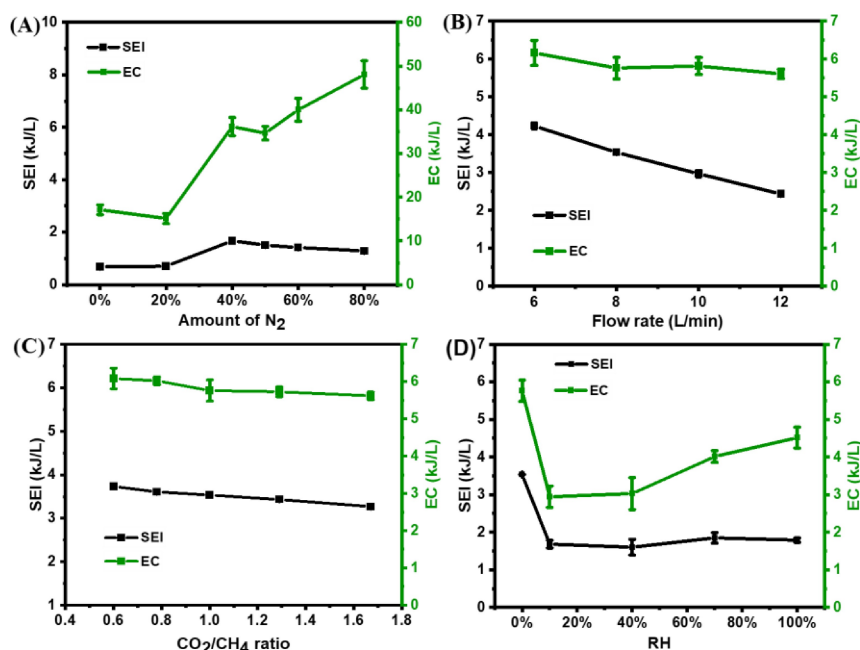 (A)
SEI
EC
SEI (kJ/L)
10
8
6
4
2
0
EC (kJ/L)
60
50
40
30
20
10
0
0% 20% 40% 60% 80%
Amount of N2
(B)
SEI
EC
SEI (kJ/L)
7
6
5
4
3
2
1
0
EC (kJ/L)
7
6
5
4
3
2
1
0
6 8 10 12
Flow rate (L/min)
(C)
SEI
EC
SEI (kJ/L)
7
6
5
4
3
2
1
EC (kJ/L)
7
6
5
4
3
2
1
0
0.4 0.6 0.8 1.0 1.2 1.4 1.6 1.8
CO2/CH4 ratio
(D)
SEI
EC
SEI (kJ/L)
7
6
5
4
3
2
1
0
EC (kJ/L)
7
6
5
4
3
2
1
0
0% 20% 40% 60% 80% 100%
RH